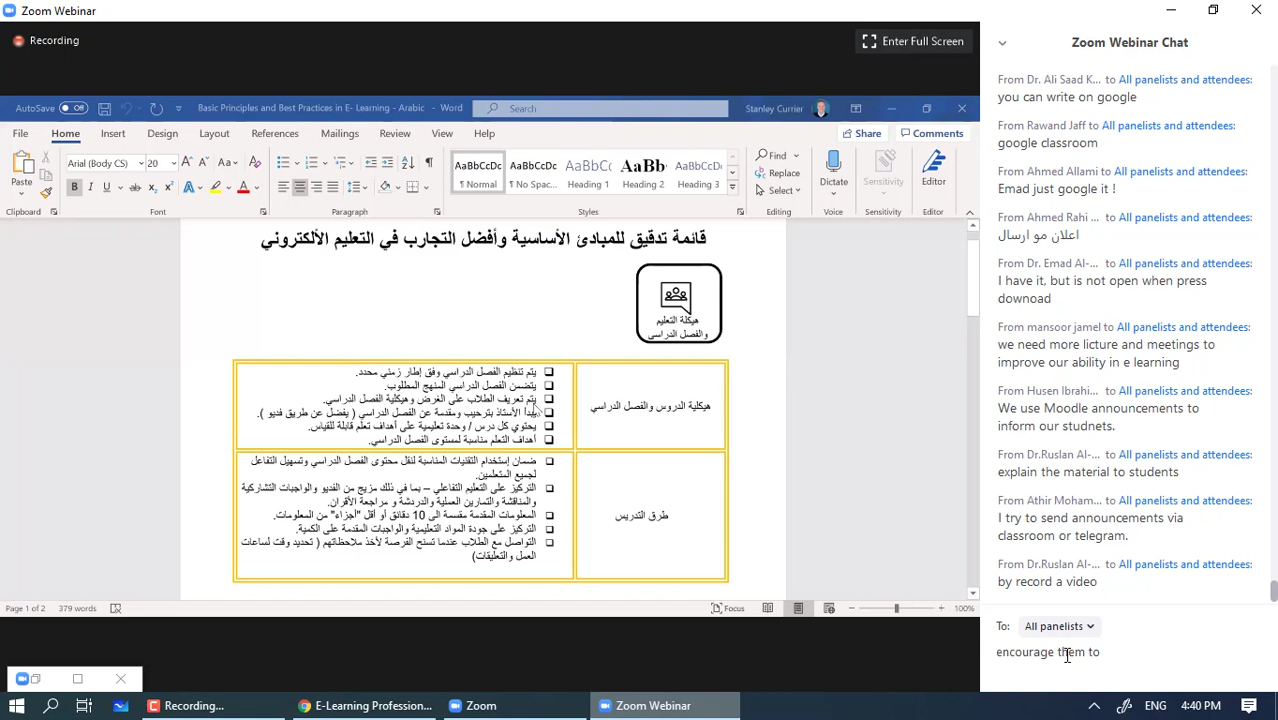 Zoom Webinar
Recording
Enter Full Screen
AutoSave Off
Basic Principles and Best Practices in E- Learning - Arabic - Word
Search
Stanley Currier
File Home Insert Design Layout References Mailings Review View Help
Share Comments
Paste
Arial (Body CS) 20
AaBbCcDc AaBbCcDc AaBbCcDc AaBb AaBbCcDc
¶ Normal ¶ No Spac... Heading 1 Heading 2 Heading 3
Find
Replace
Select
Dictate
Sensitivity
Editor
Clipboard Font Paragraph Styles Editing Voice Sensitivity Editor
قائمة تدقيق للمبادئ الأساسية وأفضل التجارب في التعليم الألكتروني
هيكلة التعليم
والفصل الدراسي
هيكلية الدروس والفصل الدراسي
يتم تنظيم الفصل الدراسي وفق إطار زمني محدد.
يتضمن الفصل الدراسي المنهج المطلوب.
يتم تعريف الطلاب على الغرض وهيكلية الفصل الدراسي.
يبدأ الأستاذ بترحيب ومقدمة عن الفصل الدراسي ( يفضل عن طريق فديو ).
يحتوي كل درس / وحدة تعليمية على أهداف تعلم قابلة للقياس.
أهداف التعلم مناسبة لمستوى الفصل الدراسي.
طرق التدريس
ضمان إستخدام التقنيات المناسبة لنقل محتوى الفصل الدراسي وتسهيل التفاعل
لجميع المتعلمين.
التركيز على التعليم التفاعلي – بما في ذلك مزيج من الفديو والواجبات التشاركية
والمناقشة والتمارين العملية والدردشة و مراجعة الأقران.
المعلومات المقدمة مقسمة الى 10 دقائق أو أقل "أجزاء" من المعلومات.
التركيز على جودة المواد التعليمية والواجبات المقدمة على الكمية.
التواصل مع الطلاب عندما تسنح الفرصة لأخذ ملاحظاتهم ( تحديد وقت لساعات
العمل والتعليقات)
Page 1 of 2 379 words
Focus
100%
Zoom Webinar Chat
From Dr. Ali Saad K... to All panelists and attendees:
you can write on google
From Rawand Jaff to All panelists and attendees:
google classroom
From Ahmed Allami to All panelists and attendees:
Emad just google it !
From Ahmed Rahi ... to All panelists and attendees:
اعلان مو ارسال
From Dr. Emad Al-... to All panelists and attendees:
I have it, but is not open when press
downoad
From mansoor jamel to All panelists and attendees:
we need more licture and meetings to
improve our ability in e learning
From Husen Ibrahi... to All panelists and attendees:
We use Moodle announcements to
inform our studnets.
From Dr.Ruslan Al-... to All panelists and attendees:
explain the material to students
From Athir Moham... to All panelists and attendees:
I try to send announcements via
classroom or telegram.
From Dr.Ruslan Al-... to All panelists and attendees:
by record a video
To: All panelists
encourage them to
Recording...
E-Learning Profession...
Zoom
Zoom Webinar
4:40 PM